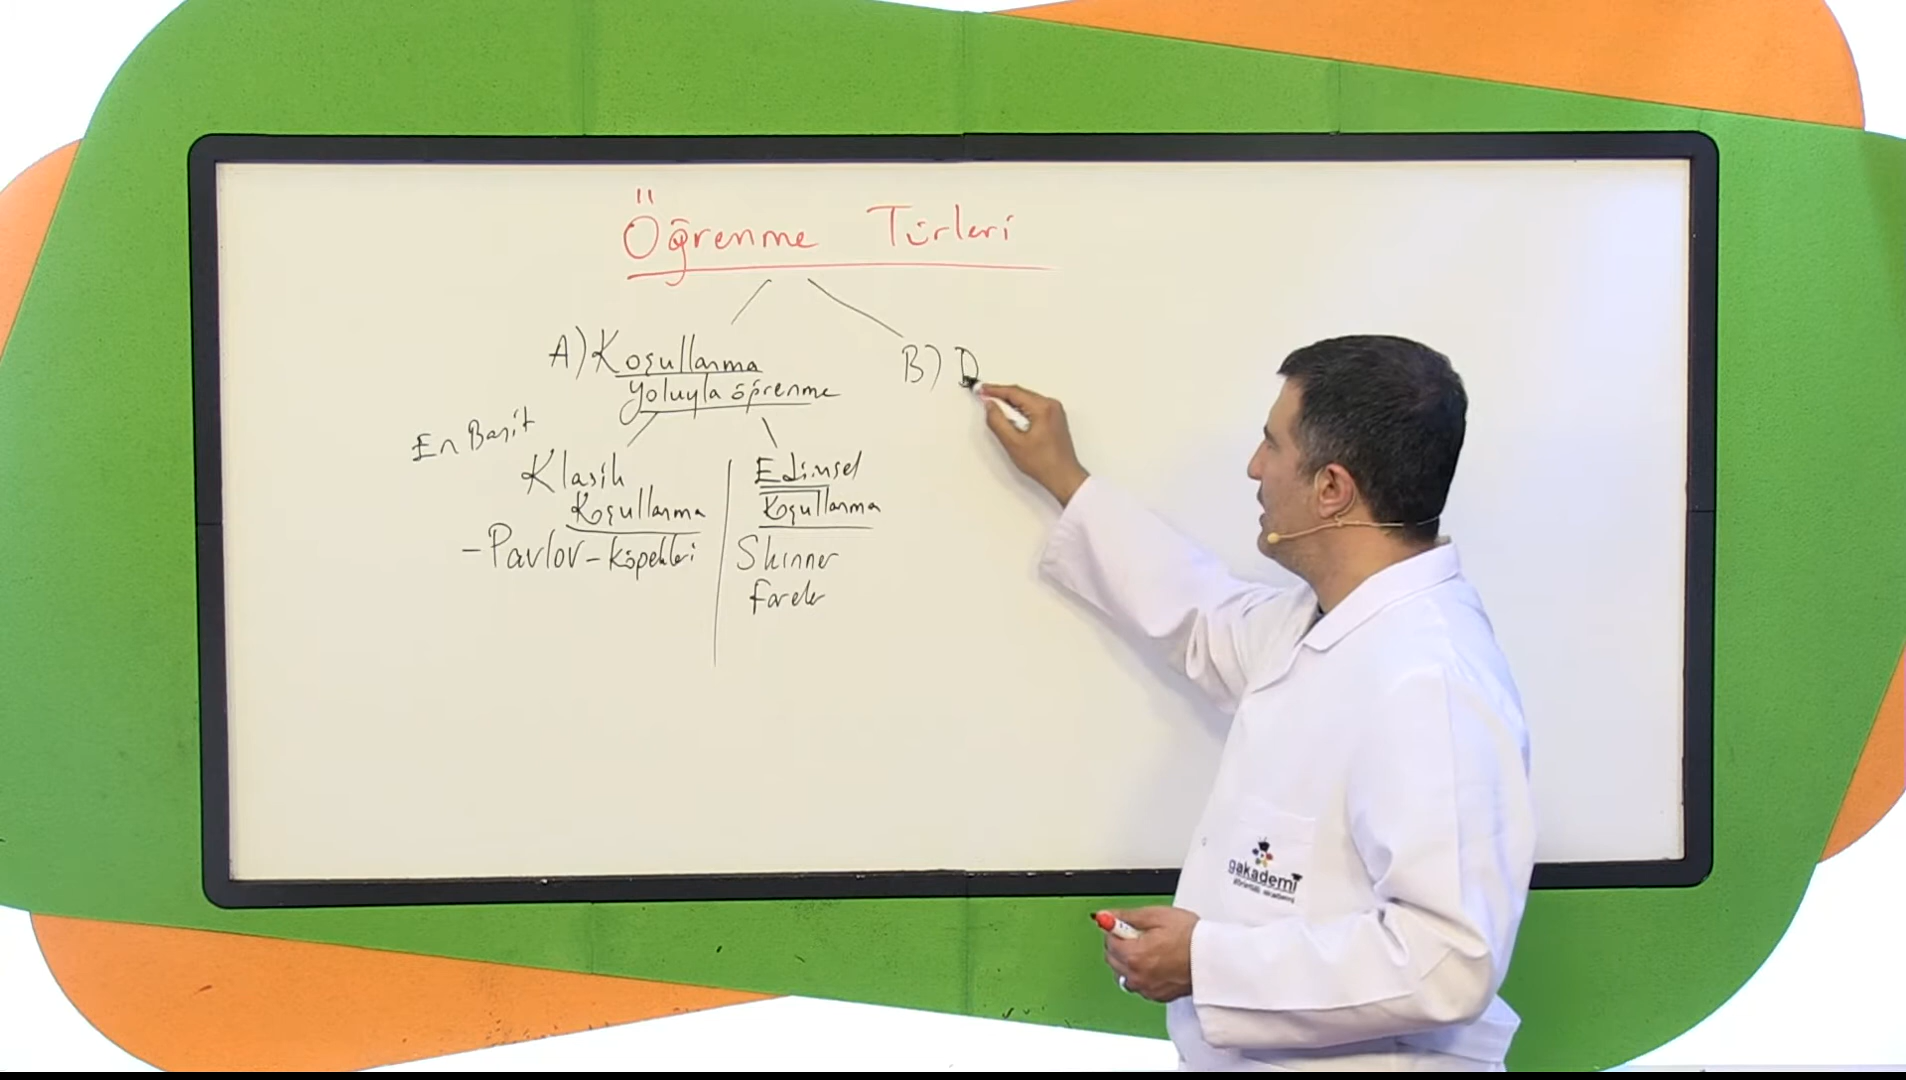 Öğrenme Türleri
A) Koşullanma
yoluyla öğrenme
B) D
En Basit
Klasik
Koşullanma
- Pavlov - köpekleri
Edimsel
Koşullanma
Skinner
fareler
gakademi